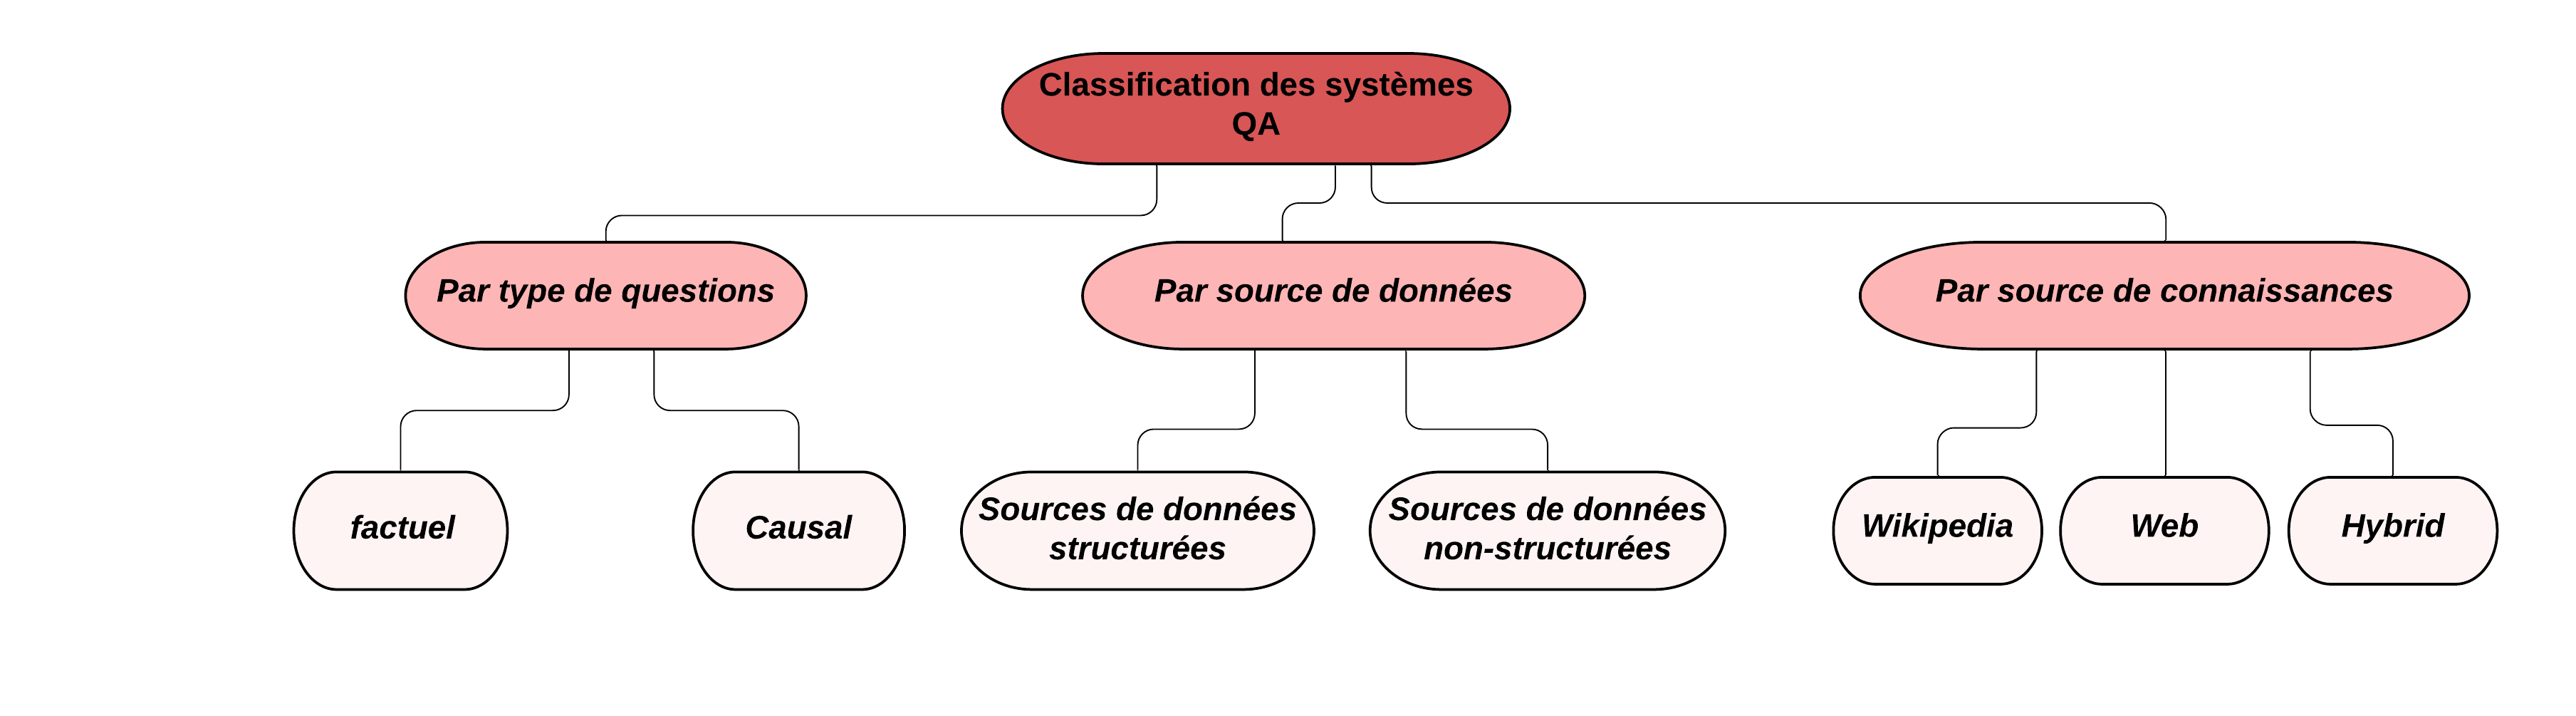 Classification des systèmes
QA
Par type de questions
Par source de données
Par source de connaissances
factuel
Causal
Sources de données
structurées
Sources de données
non-structurées
Wikipedia
Web
Hybrid